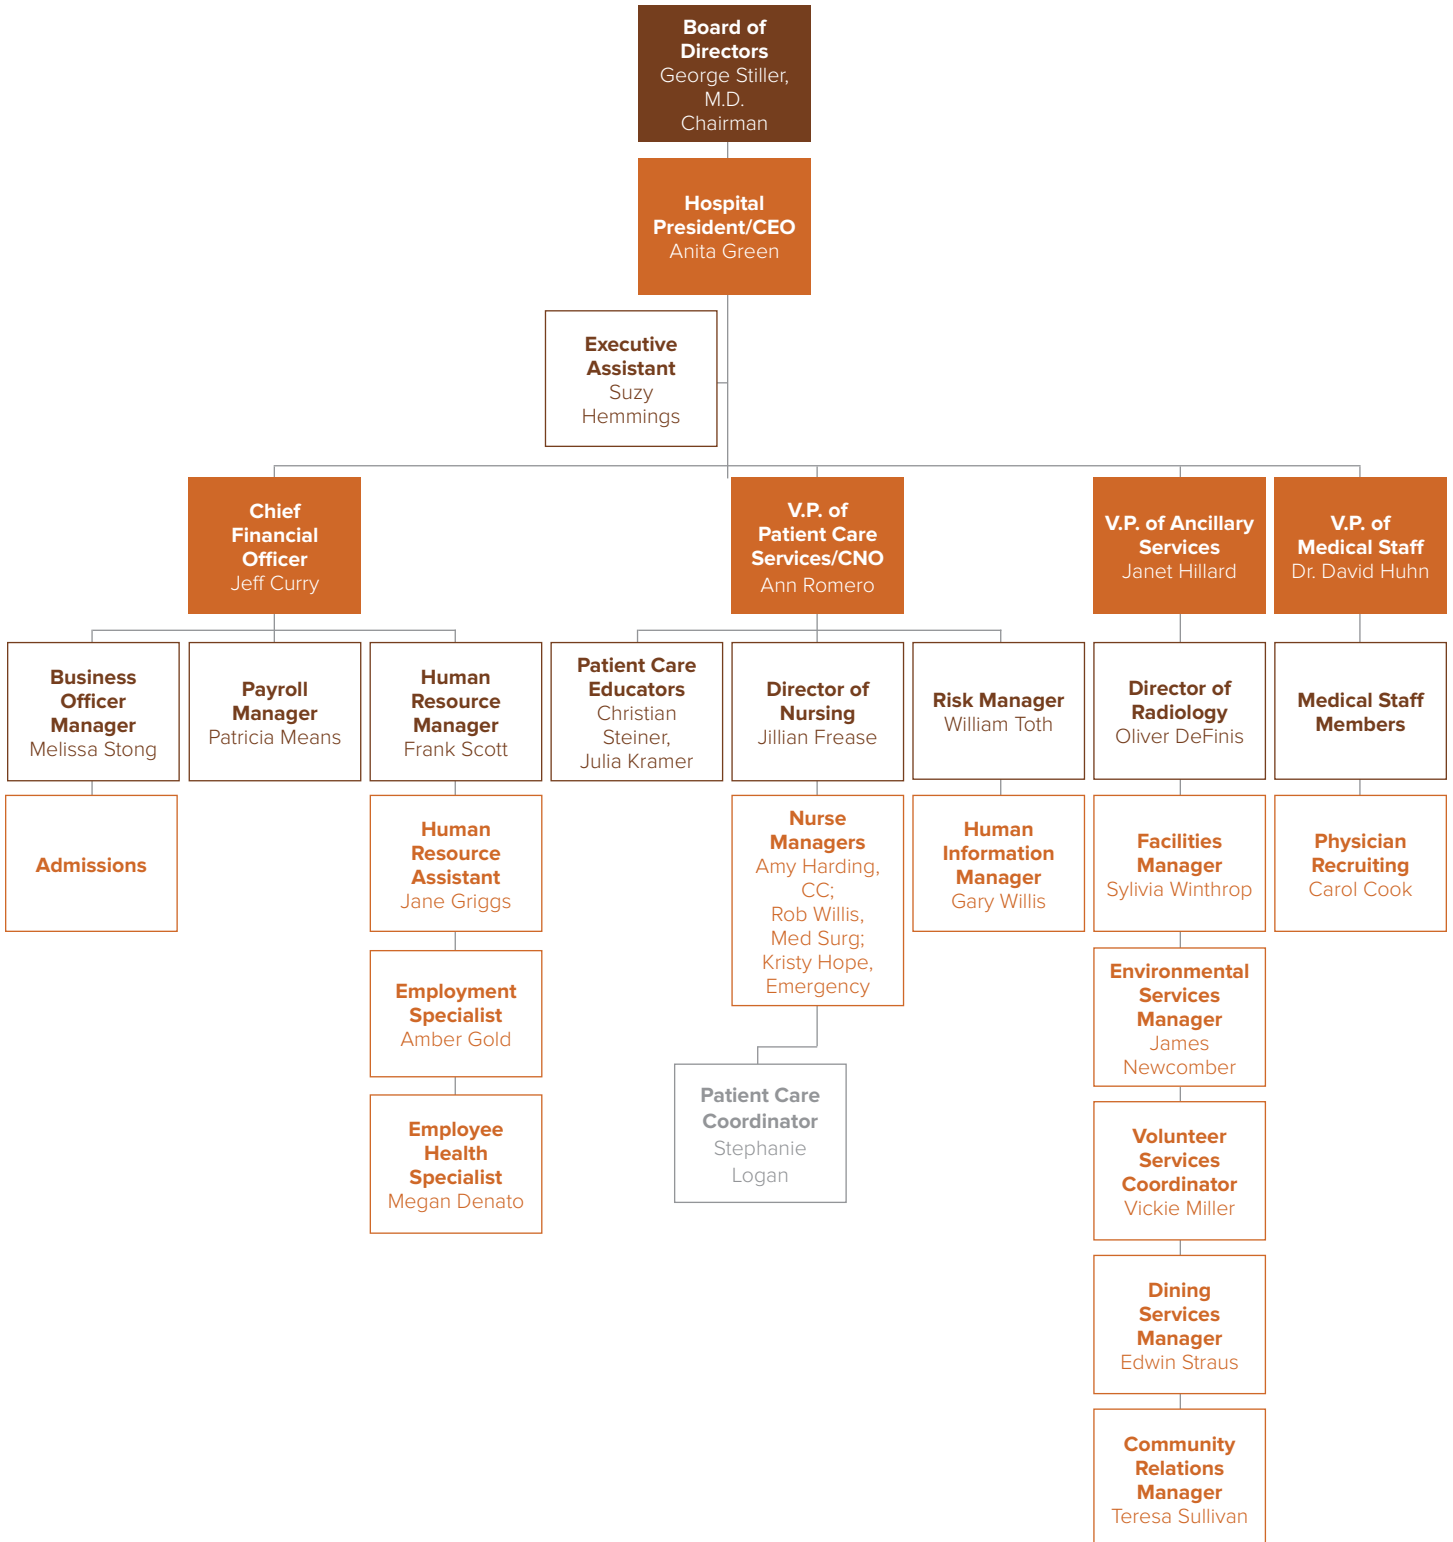 Board of
Directors
George Stiller,
M.D.
Chairman
Hospital
President/CEO
Anita Green
Executive
Assistant
Suzy
Hemmings
Chief
Financial
Officer
Jeff Curry
V.P. of
Patient Care
Services/CNO
Ann Romero
V.P. of Ancillary
Services
Janet Hillard
V.P. of
Medical Staff
Dr. David Huhn
Business
Officer
Manager
Melissa Stong
Payroll
Manager
Patricia Means
Human
Resource
Manager
Frank Scott
Patient Care
Educators
Christian
Steiner,
Julia Kramer
Director of
Nursing
Jillian Frease
Risk Manager
William Toth
Director of
Radiology
Oliver DeFinis
Medical Staff
Members
Admissions
Human
Resource
Assistant
Jane Griggs
Nurse
Managers
Amy Harding,
CC;
Rob Willis,
Med Surg;
Kristy Hope,
Emergency
Human
Information
Manager
Gary Willis
Facilities
Manager
Sylivia Winthrop
Physician
Recruiting
Carol Cook
Employment
Specialist
Amber Gold
Environmental
Services
Manager
James
Newcomber
Patient Care
Coordinator
Stephanie
Logan
Employee
Health
Specialist
Megan Denato
Volunteer
Services
Coordinator
Vickie Miller
Dining
Services
Manager
Edwin Straus
Community
Relations
Manager
Teresa Sullivan